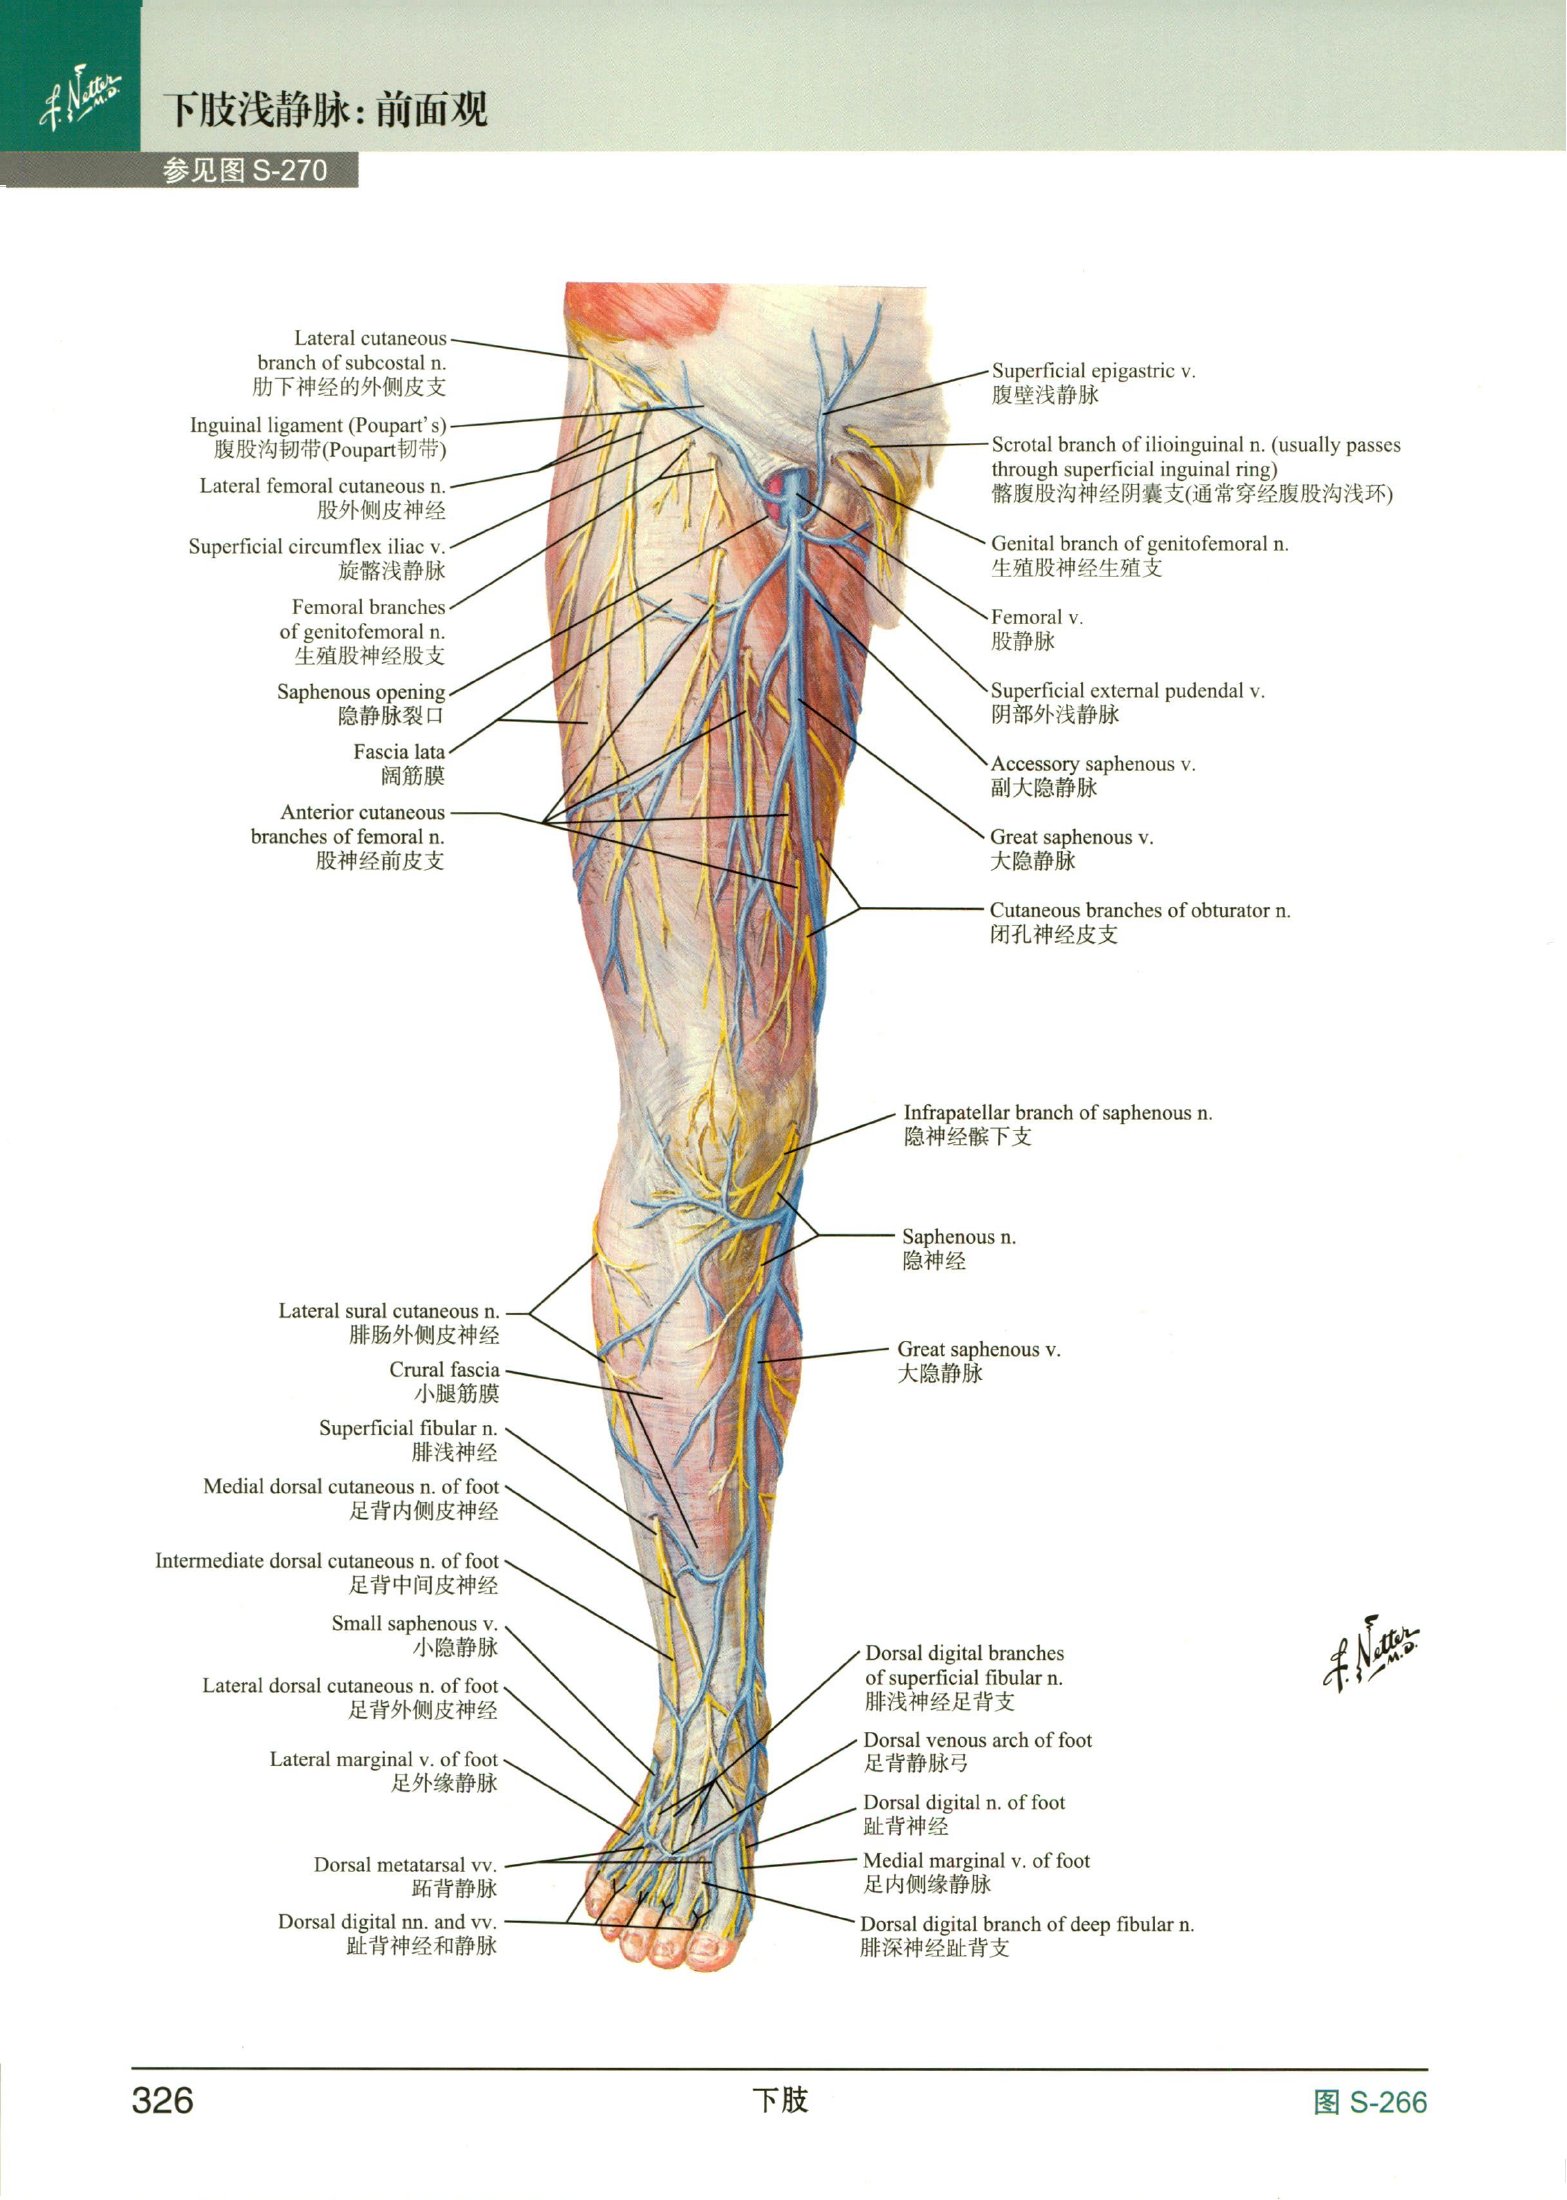 F. Netter M.D.
下肢浅静脉：前面观
参见图 S-270
Lateral cutaneous
branch of subcostal n.
肋下神经的外侧皮支
Inguinal ligament (Poupart's)
腹股沟韧带(Poupart韧带)
Lateral femoral cutaneous n.
股外侧皮神经
Superficial circumflex iliac v.
旋髂浅静脉
Femoral branches
of genitofemoral n.
生殖股神经股支
Saphenous opening
隐静脉裂口
Fascia lata
阔筋膜
Anterior cutaneous
branches of femoral n.
股神经前皮支
Superficial epigastric v.
腹壁浅静脉
Scrotal branch of ilioinguinal n. (usually passes
through superficial inguinal ring)
髂腹股沟神经阴囊支(通常穿经腹股沟浅环)
Genital branch of genitofemoral n.
生殖股神经生殖支
Femoral v.
股静脉
Superficial external pudendal v.
阴部外浅静脉
Accessory saphenous v.
副大隐静脉
Great saphenous v.
大隐静脉
Cutaneous branches of obturator n.
闭孔神经皮支
Infrapatellar branch of saphenous n.
隐神经髌下支
Saphenous n.
隐神经
Great saphenous v.
大隐静脉
Lateral sural cutaneous n.
腓肠外侧皮神经
Crural fascia
小腿筋膜
Superficial fibular n.
腓浅神经
Medial dorsal cutaneous n. of foot
足背内侧皮神经
Intermediate dorsal cutaneous n. of foot
足背中间皮神经
Small saphenous v.
小隐静脉
Lateral dorsal cutaneous n. of foot
足背外侧皮神经
Lateral marginal v. of foot
足外缘静脉
Dorsal metatarsal vv.
跖背静脉
Dorsal digital nn. and vv.
趾背神经和静脉
Dorsal digital branches
of superficial fibular n.
腓浅神经足背支
Dorsal venous arch of foot
足背静脉弓
Dorsal digital n. of foot
趾背神经
Medial marginal v. of foot
足内侧缘静脉
Dorsal digital branch of deep fibular n.
腓深神经趾背支
F. Netter M.D.
326
下肢
图 S-266